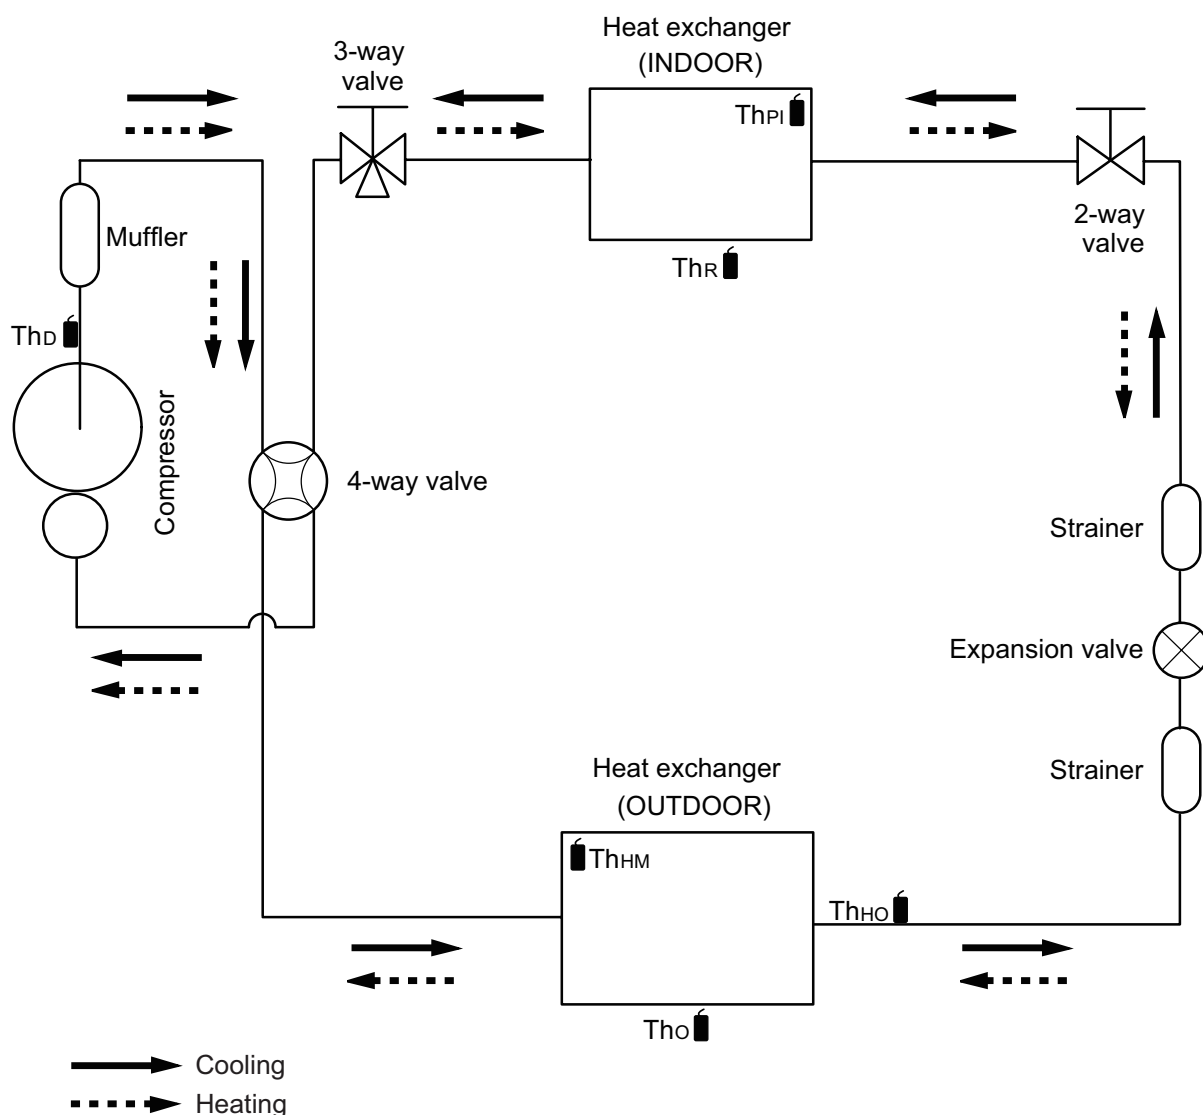 Heat exchanger
(INDOOR)
3-way
valve
ThPI
2-way
valve
Muffler
ThR
ThD
Compressor
4-way valve
Strainer
Expansion valve
Strainer
Heat exchanger
(OUTDOOR)
ThHM
ThHO
ThO
Cooling
Heating